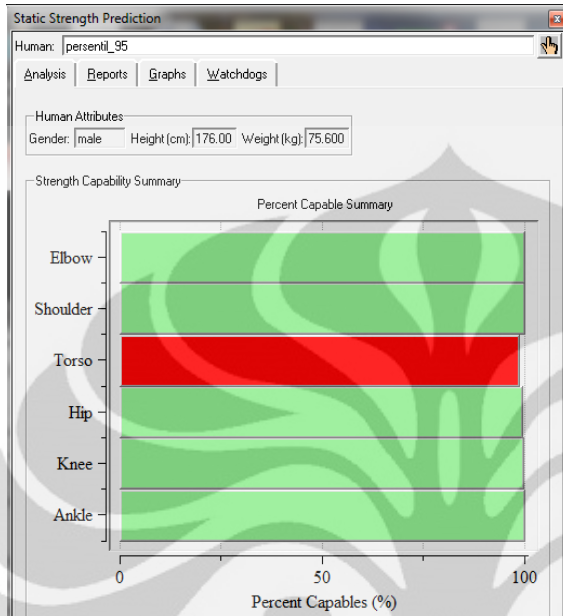 Static Strength Prediction
Human: persentil_95
Analysis Reports Graphs Watchdogs
Human Attributes
Gender: male Height (cm): 176.00 Weight (kg): 75.600
Strength Capability Summary
Percent Capable Summary
Elbow
Shoulder
Torso
Hip
Knee
Ankle
0 50 100
Percent Capables (%)